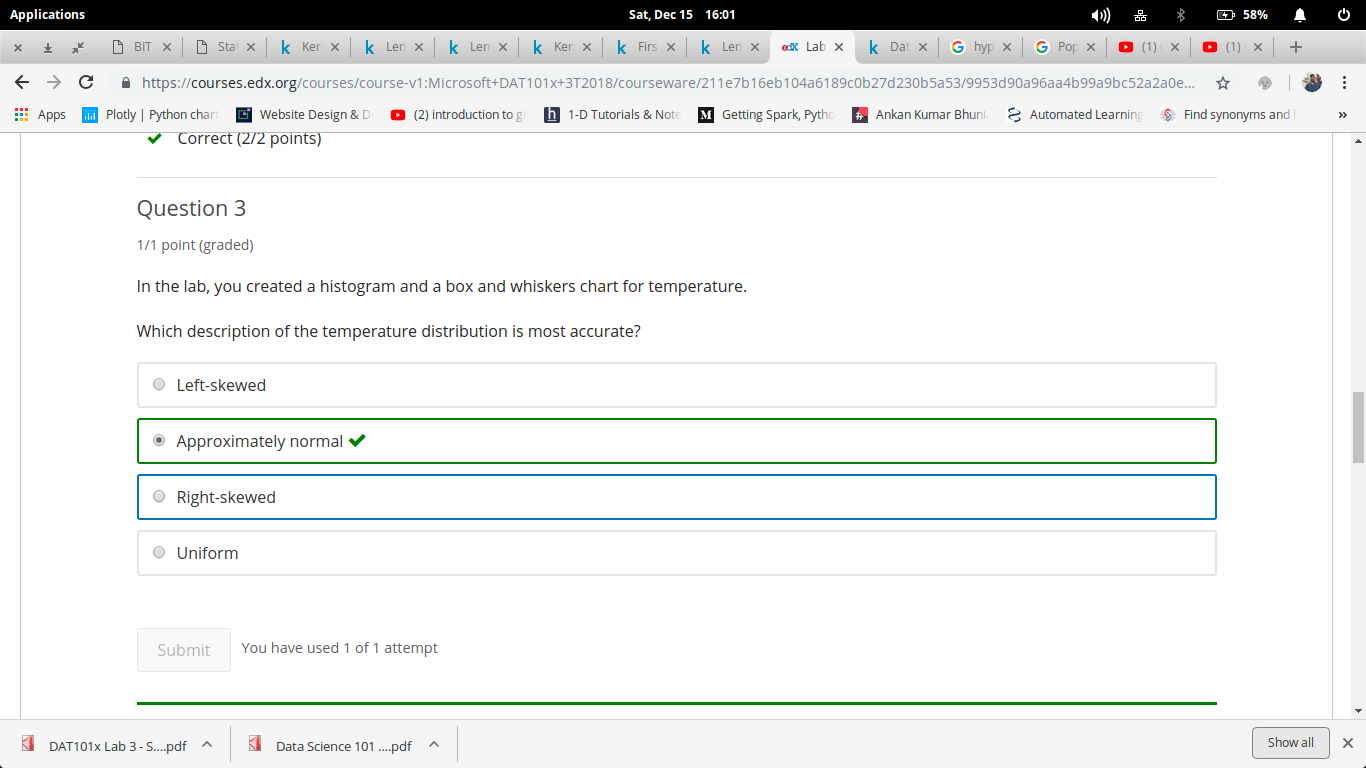 Applications
Sat, Dec 15 16:01
58%
BIT
Stat
Ker
Len
Len
Ker
Firs
Len
edX Lab
Dat
hyp
Pop
(1)
(1)
https://courses.edx.org/courses/course-v1:Microsoft+DAT101x+3T2018/courseware/211e7b16eb104a6189c0b27d230b5a53/9953d90a96aa4b99a9bc52a2a0e...
Apps
Plotly | Python chart
Website Design & D
(2) introduction to g
1-D Tutorials & Note
Getting Spark, Pytho
Ankan Kumar Bhuni
Automated Learning
Find synonyms and
Correct (2/2 points)
Question 3
1/1 point (graded)
In the lab, you created a histogram and a box and whiskers chart for temperature.
Which description of the temperature distribution is most accurate?
Left-skewed
Approximately normal
Right-skewed
Uniform
Submit
You have used 1 of 1 attempt
DAT101x Lab 3 - S....pdf
Data Science 101 ....pdf
Show all